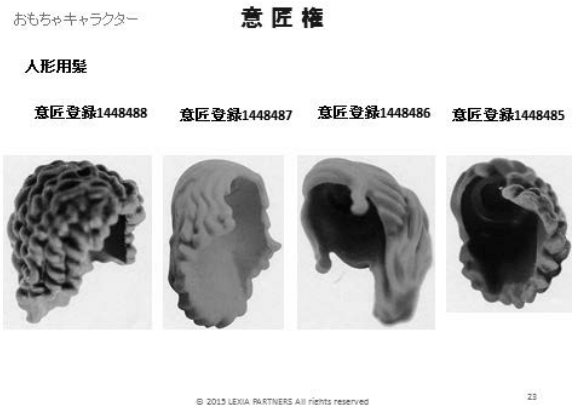 おもちゃキャラクター
意匠権
人形用髪
意匠登録1448488 意匠登録1448487 意匠登録1448486 意匠登録1448485
© 2015 LEXIA PARTNERS All rights reserved
23